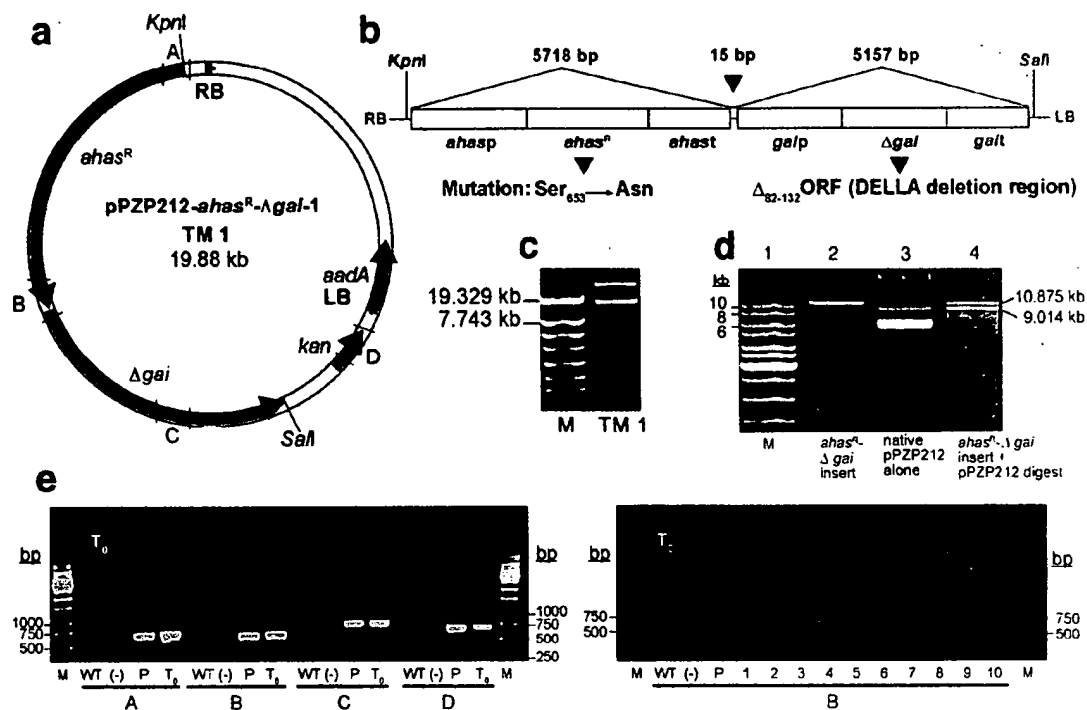 a
KpnI
A
RB
ahasR
pPZP212-ahasR-Δgai-1
TM 1
19.88 kb
aadA
LB
B
kan
D
Δgai
C
SalI
b
5718 bp
15 bp
5157 bp
KpnI
SalI
RB
LB
ahasp
ahasR
ahast
gaip
Δgai
gait
Mutation: Ser653→Asn
Δ82-132ORF (DELLA deletion region)
c
19.329 kb
7.743 kb
M
TM 1
d
1 2 3 4
kb
10
8
6
10.875 kb
9.014 kb
M
ahasR-
Δ gai
insert
native
pPZP212
alone
ahasR-Δ gai
insert +
pPZP212 digest
e
T0
bp
1000
750
500
bp
1000
750
500
250
M WT (-) P T0 WT (-) P T0 WT (-) P T0 WT (-) P T0 M
A B C D
bp
750
500
bp
750
500
M WT (-) P 1 2 3 4 5 6 7 8 9 10 M
B